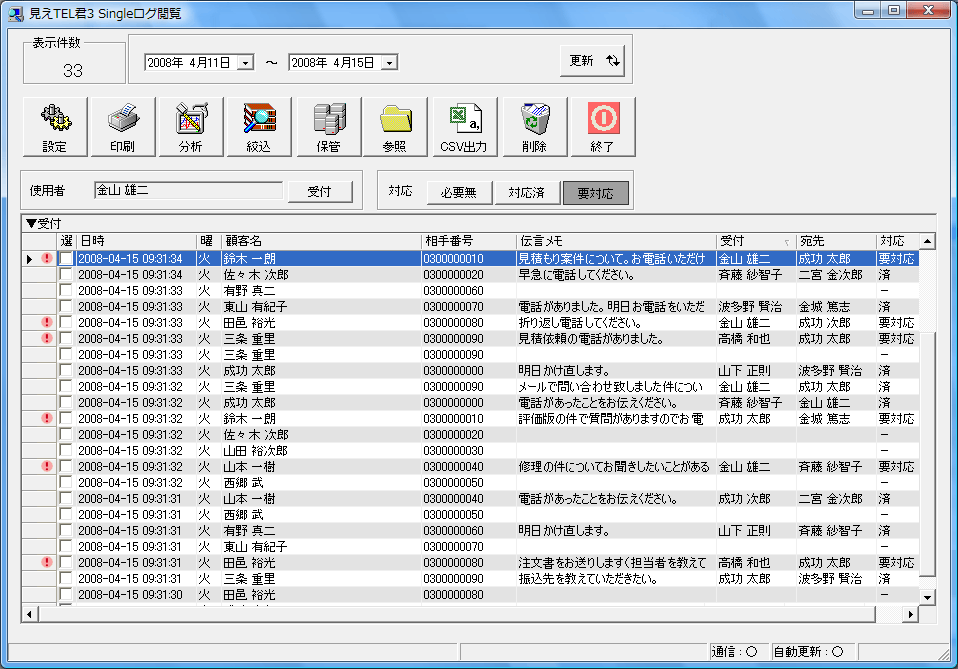 見えTEL君3 Singleログ閲覧
表示件数
33
2008年 4月11日 ～ 2008年 4月15日
更新
設定 印刷 分析 絞込 保管 参照 CSV出力 削除 終了
使用者 金山 雄二 受付 対応 必要無 対応済 要対応
▼受付
選 日時 曜 顧客名 相手番号 伝言メモ 受付 宛先 対応
2008-04-15 09:31:34 火 鈴木 一朗 0300000010 見積もり案件について。お電話いただけ 金山 雄二 成功 太郎 要対応
2008-04-15 09:31:34 火 佐々木 次郎 0300000020 早急に電話してください。 斉藤 紗智子 二宮 金次郎 済
2008-04-15 09:31:33 火 有野 真二 0300000060 －
2008-04-15 09:31:33 火 東山 有紀子 0300000070 電話がありました。明日お電話をいただ 波多野 賢治 金城 篤志 済
2008-04-15 09:31:33 火 田邑 裕光 0300000080 折り返し電話してください。 金山 雄二 成功 次郎 要対応
2008-04-15 09:31:33 火 三条 重里 0300000090 見積依頼の電話がありました。 高橋 和也 成功 太郎 要対応
2008-04-15 09:31:33 火 三条 重里 0300000090 －
2008-04-15 09:31:33 火 成功 太郎 0300000000 明日かけ直します。 山下 正則 波多野 賢治 済
2008-04-15 09:31:32 火 三条 重里 0300000090 メールで問い合わせ致しました件につい 金山 雄二 成功 太郎 済
2008-04-15 09:31:32 火 成功 太郎 0300000000 電話があったことをお伝えください。 斉藤 紗智子 金山 雄二 済
2008-04-15 09:31:32 火 鈴木 一朗 0300000010 評価版の件で質問がありますのでお電 成功 太郎 金城 篤志 要対応
2008-04-15 09:31:32 火 佐々木 次郎 0300000020 －
2008-04-15 09:31:32 火 山田 裕次郎 0300000030 －
2008-04-15 09:31:32 火 山本 一樹 0300000040 修理の件についてお聞きしたいことがある 金山 雄二 斉藤 紗智子 要対応
2008-04-15 09:31:32 火 西郷 武 0300000050 －
2008-04-15 09:31:31 火 山本 一樹 0300000040 電話があったことをお伝えください。 成功 次郎 二宮 金次郎 済
2008-04-15 09:31:31 火 西郷 武 0300000050 －
2008-04-15 09:31:31 火 有野 真二 0300000060 明日かけ直します。 山下 正則 斉藤 紗智子 済
2008-04-15 09:31:31 火 東山 有紀子 0300000070 －
2008-04-15 09:31:31 火 田邑 裕光 0300000080 注文書をお送りします(担当者を教えて 高橋 和也 成功 次郎 要対応
2008-04-15 09:31:31 火 三条 重里 0300000090 振込先を教えていただきたい。 成功 太郎 波多野 賢治 済
2008-04-15 09:31:30 火 田邑 裕光 0300000080 －
通信：○ 自動更新：○